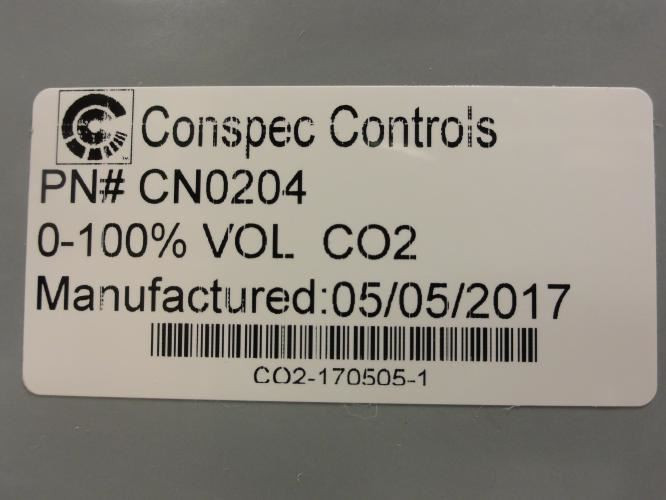 Conspec Controls
PN# CN0204
0-100% VOL CO2
Manufactured:05/05/2017
CO2-170505-1